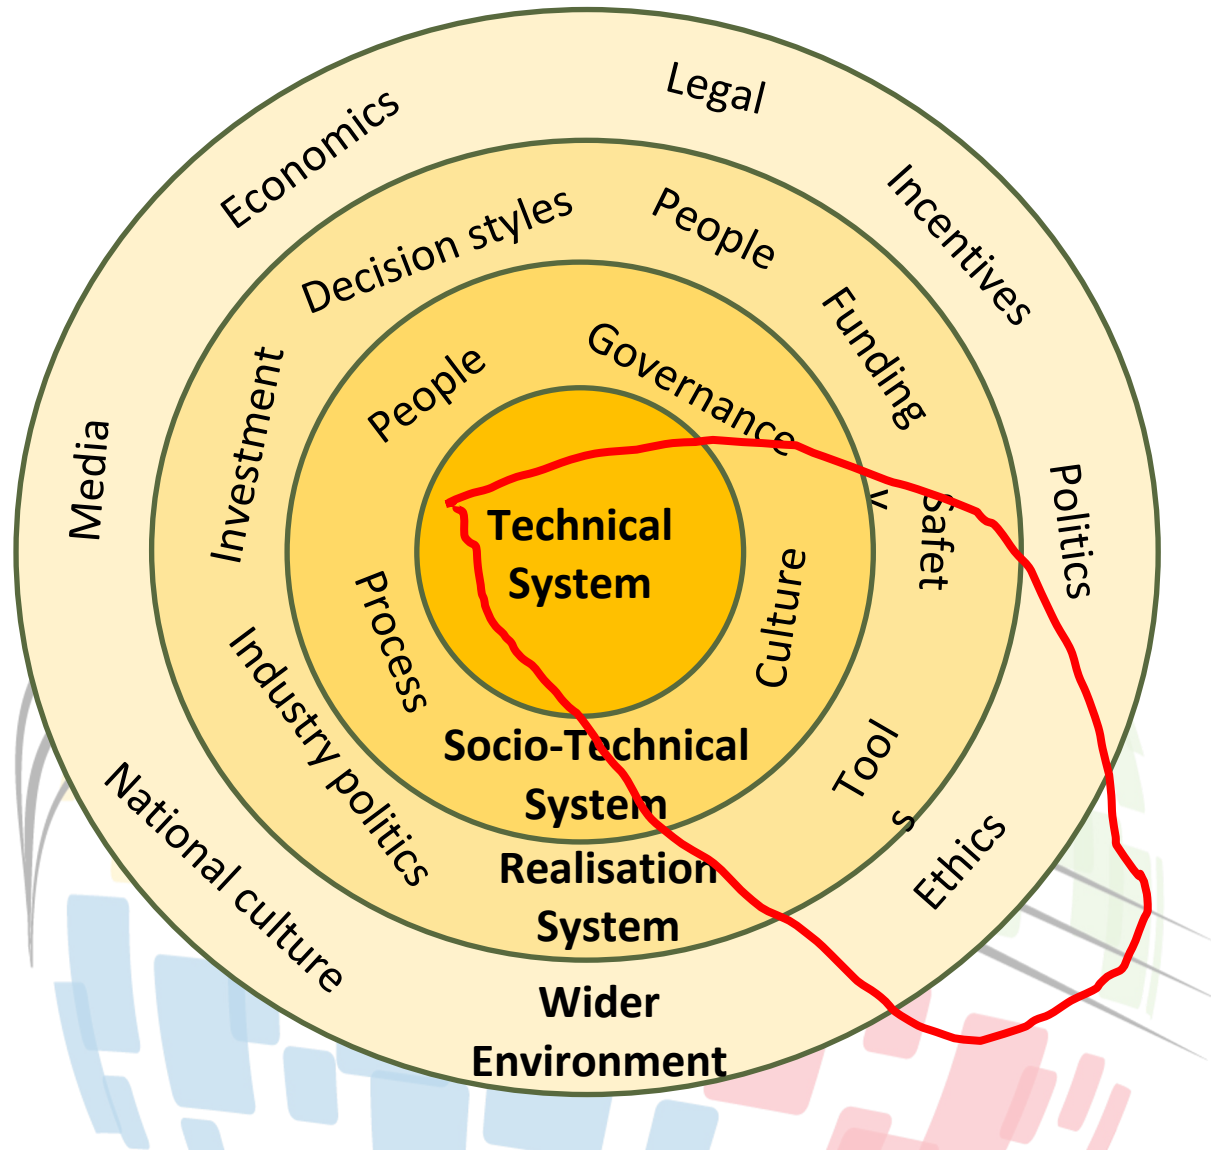 Legal
Economics
Incentives
Decision styles
People
Funding
Investment
People
Governance
Media
Politics
Safet
y
Technical
System
Culture
Process
Industry politics
Socio-Technical
System
Tool
s
Ethics
National culture
Realisation
System
Wider
Environment